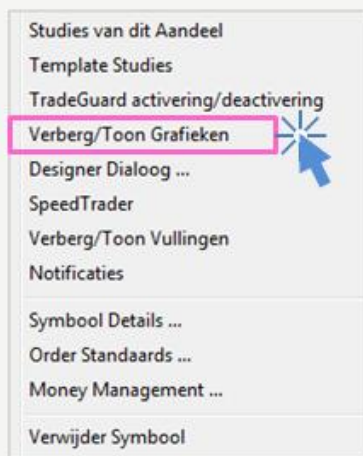 Studies van dit Aandeel
Template Studies
TradeGuard activering/deactivering
Verberg/Toon Grafieken
Designer Dialoog ...
SpeedTrader
Verberg/Toon Vullingen
Notificaties
Symbool Details ...
Order Standaards ...
Money Management ...
Verwijder Symbool